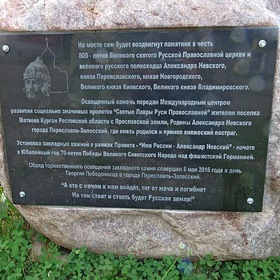 На месте сем будет воздвигнут памятник в честь
800 - летия Великого святого Русской Православной церкви и
великого русского полководца Александра Невского,
князя Переяславского, князя Новгородского,
Великого князя Киевского, Великого князя Владимирского.
Освященный камень передан Международным центром
развития социально значимых проектов "Святые Лавры Руси Православной" жителям поселка
Матвеев Курган Ростовской области с Ярославской земли, Родины Александра Невского
города Переславль-Залесский, где князь родился и принял княжеский постриг.
Установка закладных камней в рамках Проекта - "Имя России - Александр Невский" - начато
в Юбилейный год 70-летия Победы Великого Советского Народа над фашистской Германией.
Обряд торжественного освящения закладного камня совершен 6 мая 2016 года в день
Георгия Победоносца в городе Переславль-Залесский.
"А кто с мечом к нам войдёт, тот от меча и погибнет
На том стоит и стоять будет Русская земля!"